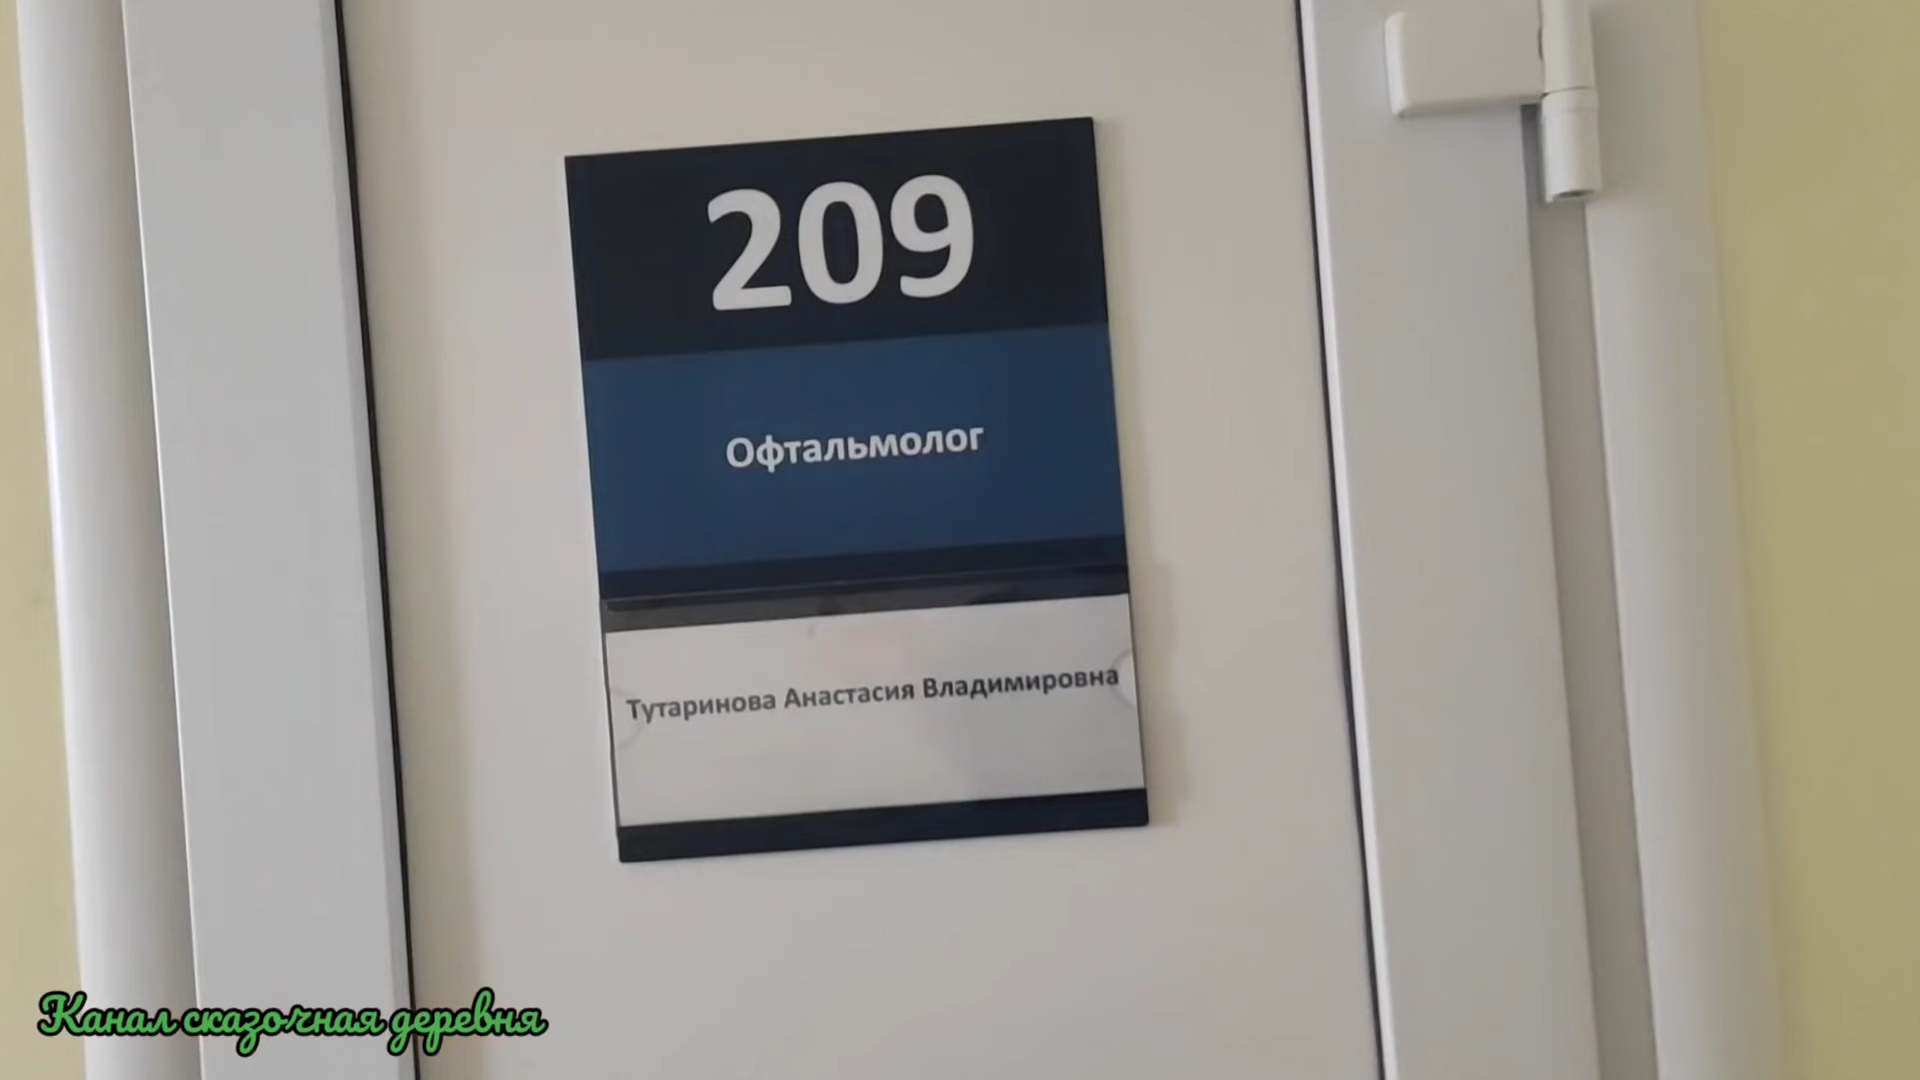 209
Офтальмолог
Тутаринова Анастасия Владимировна
Канал сказочная деревня